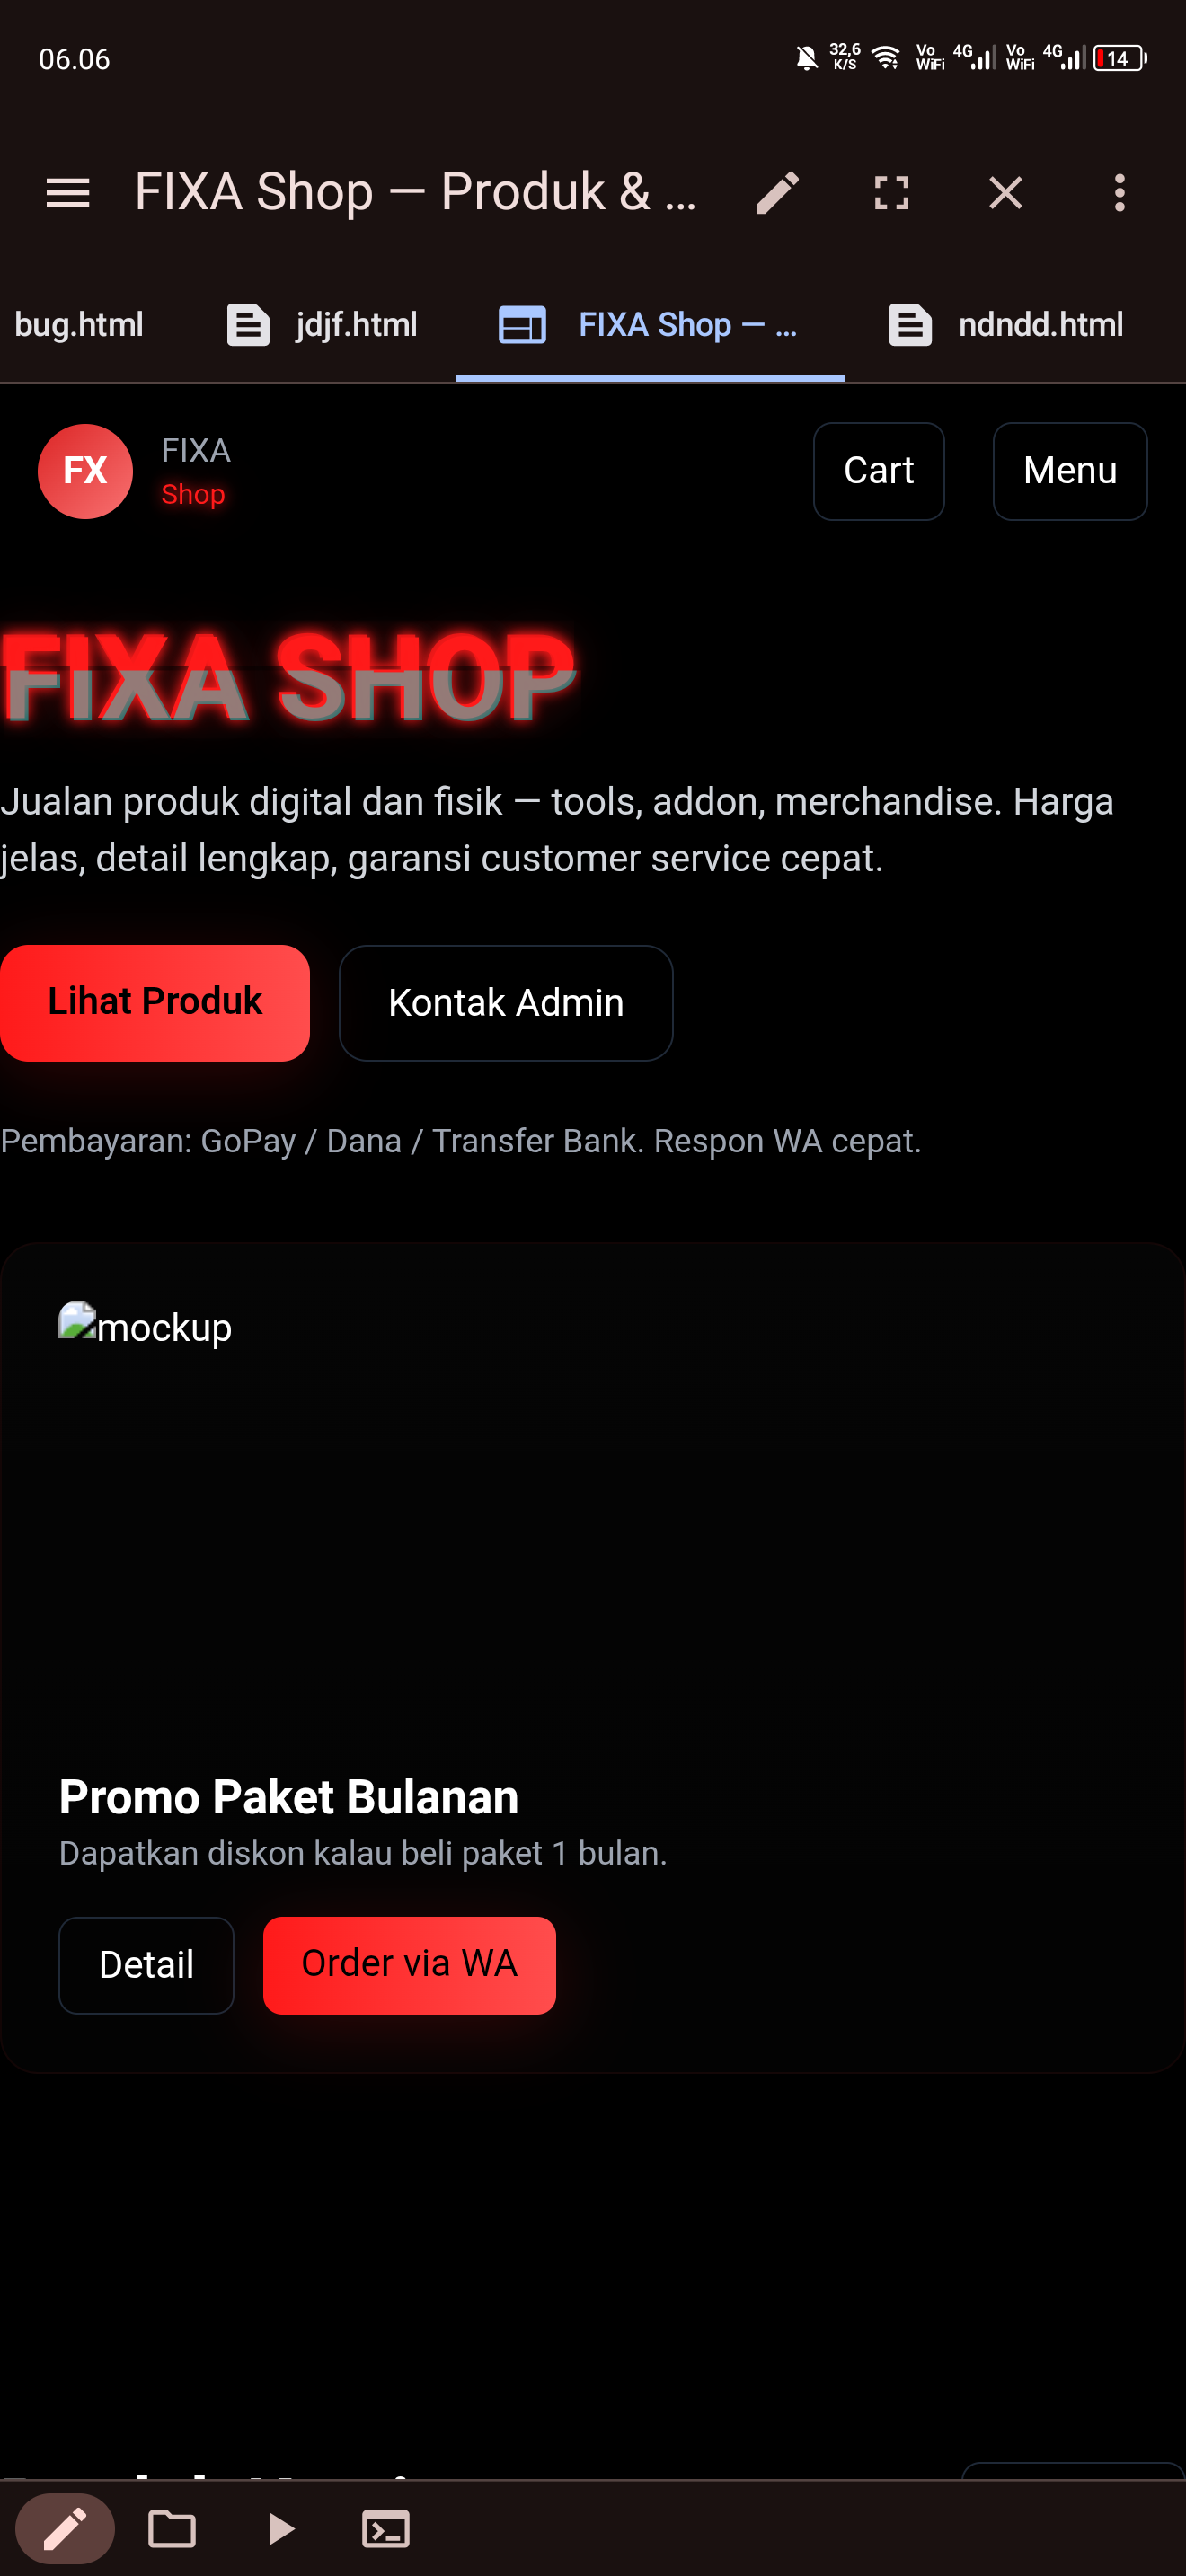 06.06
32,6
K/S
Vo
WiFi
4G
Vo
WiFi
4G
14
FIXA Shop — Produk & ...
bug.html
jdjf.html
FIXA Shop — ...
ndndd.html
FX
FIXA
Shop
Cart
Menu
FIXA SHOP
Jualan produk digital dan fisik — tools, addon, merchandise. Harga
jelas, detail lengkap, garansi customer service cepat.
Lihat Produk
Kontak Admin
Pembayaran: GoPay / Dana / Transfer Bank. Respon WA cepat.
mockup
Promo Paket Bulanan
Dapatkan diskon kalau beli paket 1 bulan.
Detail
Order via WA